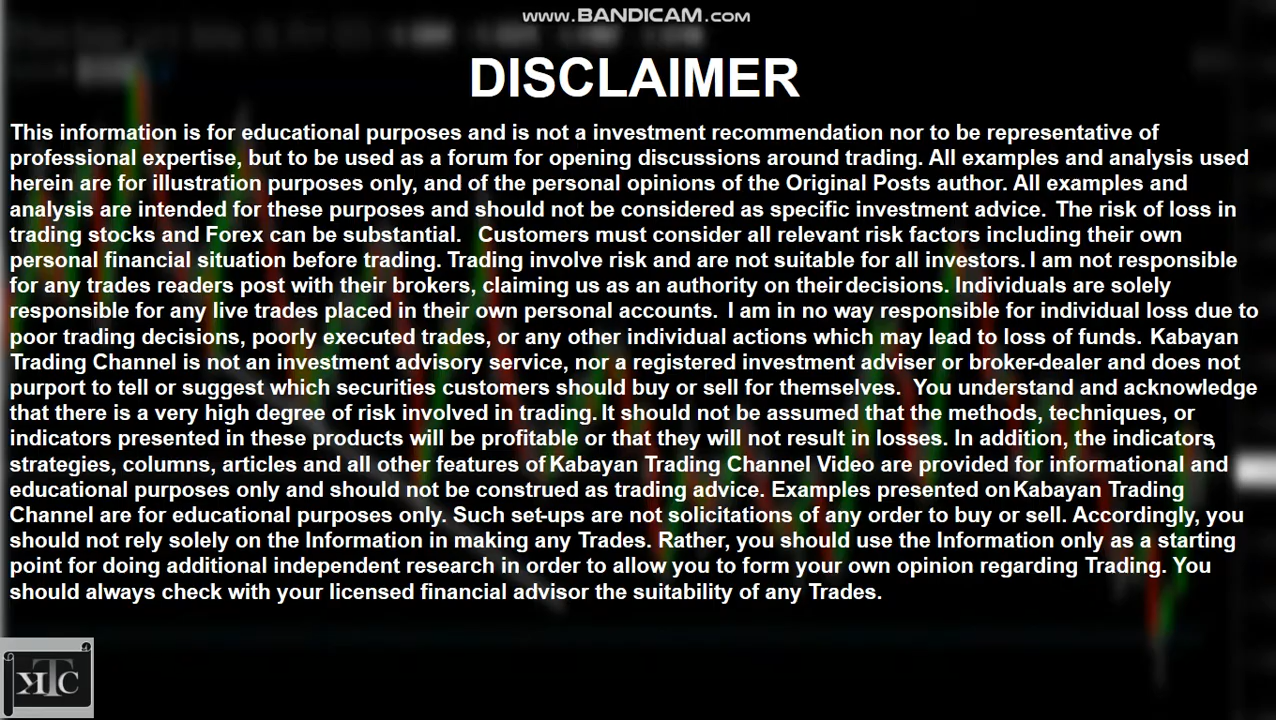 www.BANDICAM.com
DISCLAIMER
This information is for educational purposes and is not a investment recommendation nor to be representative of
professional expertise, but to be used as a forum for opening discussions around trading. All examples and analysis used
herein are for illustration purposes only, and of the personal opinions of the Original Posts author. All examples and
analysis are intended for these purposes and should not be considered as specific investment advice. The risk of loss in
trading stocks and Forex can be substantial. Customers must consider all relevant risk factors including their own
personal financial situation before trading. Trading involve risk and are not suitable for all investors. I am not responsible
for any trades readers post with their brokers, claiming us as an authority on their decisions. Individuals are solely
responsible for any live trades placed in their own personal accounts. I am in no way responsible for individual loss due to
poor trading decisions, poorly executed trades, or any other individual actions which may lead to loss of funds. Kabayan
Trading Channel is not an investment advisory service, nor a registered investment adviser or broker-dealer and does not
purport to tell or suggest which securities customers should buy or sell for themselves. You understand and acknowledge
that there is a very high degree of risk involved in trading. It should not be assumed that the methods, techniques, or
indicators presented in these products will be profitable or that they will not result in losses. In addition, the indicators,
strategies, columns, articles and all other features of Kabayan Trading Channel Video are provided for informational and
educational purposes only and should not be construed as trading advice. Examples presented on Kabayan Trading
Channel are for educational purposes only. Such set-ups are not solicitations of any order to buy or sell. Accordingly, you
should not rely solely on the Information in making any Trades. Rather, you should use the Information only as a starting
point for doing additional independent research in order to allow you to form your own opinion regarding Trading. You
should always check with your licensed financial advisor the suitability of any Trades.
KTC